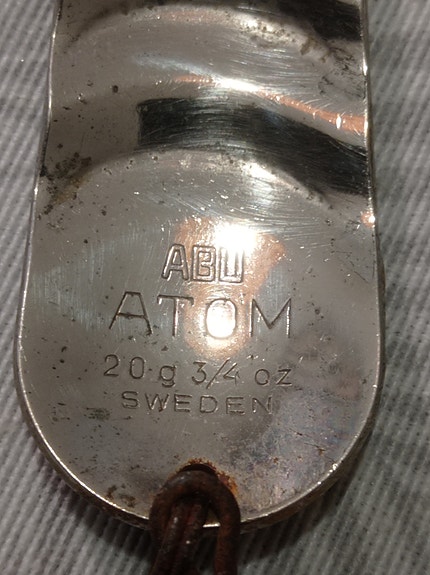 ABU
ATOM
20 g 3/4 oz
SWEDEN